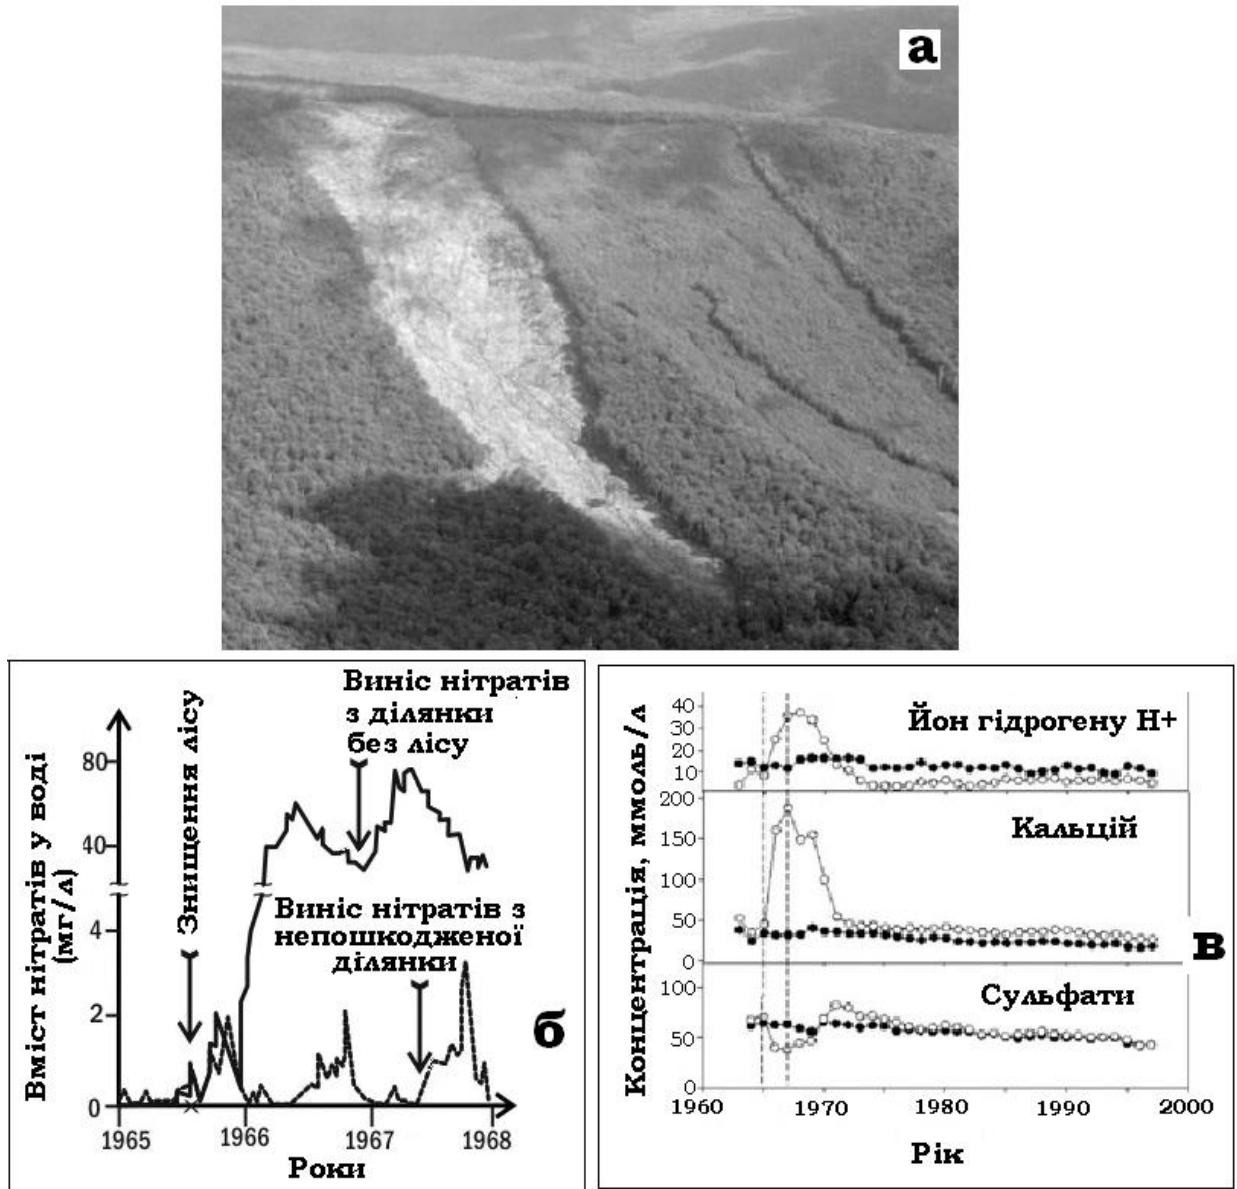 а
Вміст нітратів у воді
(мг/л)
Знищення лісу
Виніс нітратів
з ділянки
без лісу
Виніс нітратів з
непошкодженої
ділянки
80
40
4
2
0
1965
1966
1967
1968
Роки
б
Концентрація, ммоль/л
40
30
20
10
Йон гідрогену Н+
200
150
100
50
0
Кальцій
100
50
0
Сульфати
1960
1970
1980
1990
2000
Рік
в